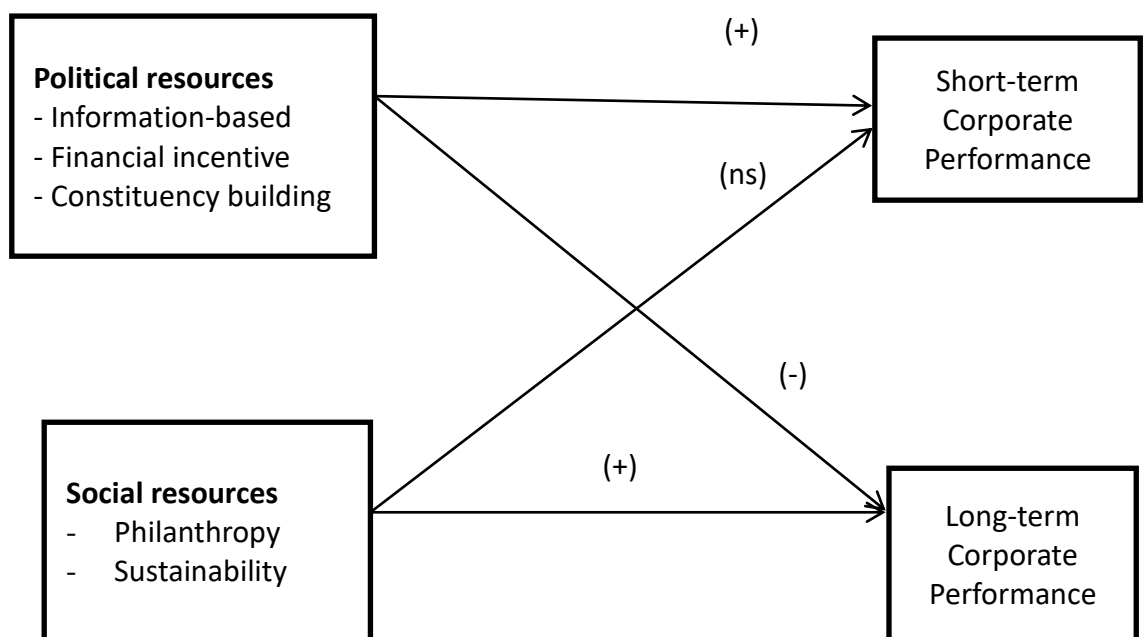 Political resources
- Information-based
- Financial incentive
- Constituency building
(+)
Short-term
Corporate
Performance
(ns)
(-)
(+)
Social resources
- Philanthropy
- Sustainability
Long-term
Corporate
Performance